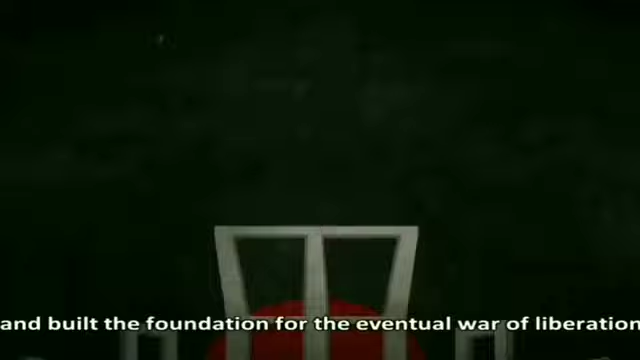 and built the foundation for the eventual war of liberation